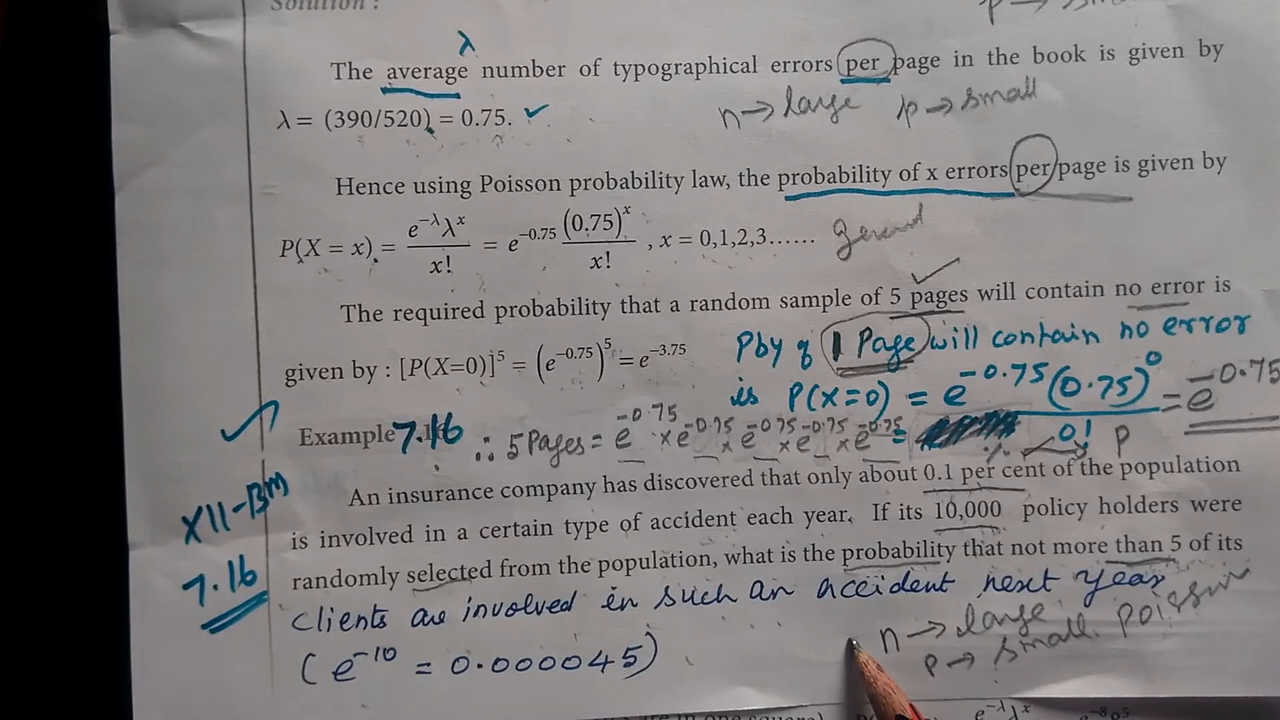 Solution :
p → small
λ
The average number of typographical errors per page in the book is given by
λ = (390/520) = 0.75. ✓
n → large p → small
Hence using Poisson probability law, the probability of x errors per page is given by
P(X = x) = e^{-λ}λ^x / x! = e^{-0.75} (0.75)^x / x! , x = 0,1,2,3......
The required probability that a random sample of 5 pages will contain no error is
given by : [P(X=0)]^5 = (e^{-0.75})^5 = e^{-3.75}
Pby of 1 Page will contain no error
is P(X=0) = e^{-0.75} (0.75)^0 / 0! = e^{-0.75}
Example 7.16 ∴ 5 Pages = e^{-0.75} × e^{-0.75} × e^{-0.75} × e^{-0.75} × e^{-0.75} =
p
An insurance company has discovered that only about 0.1 per cent of the population
XII-BM
is involved in a certain type of accident each year. If its 10,000 policy holders were
randomly selected from the population, what is the probability that not more than 5 of its
7.16
clients are involved in such an accident next year
n → large
p → small. Poisson
(e^{-10} = 0.000045)
e^{-λ}λ^x